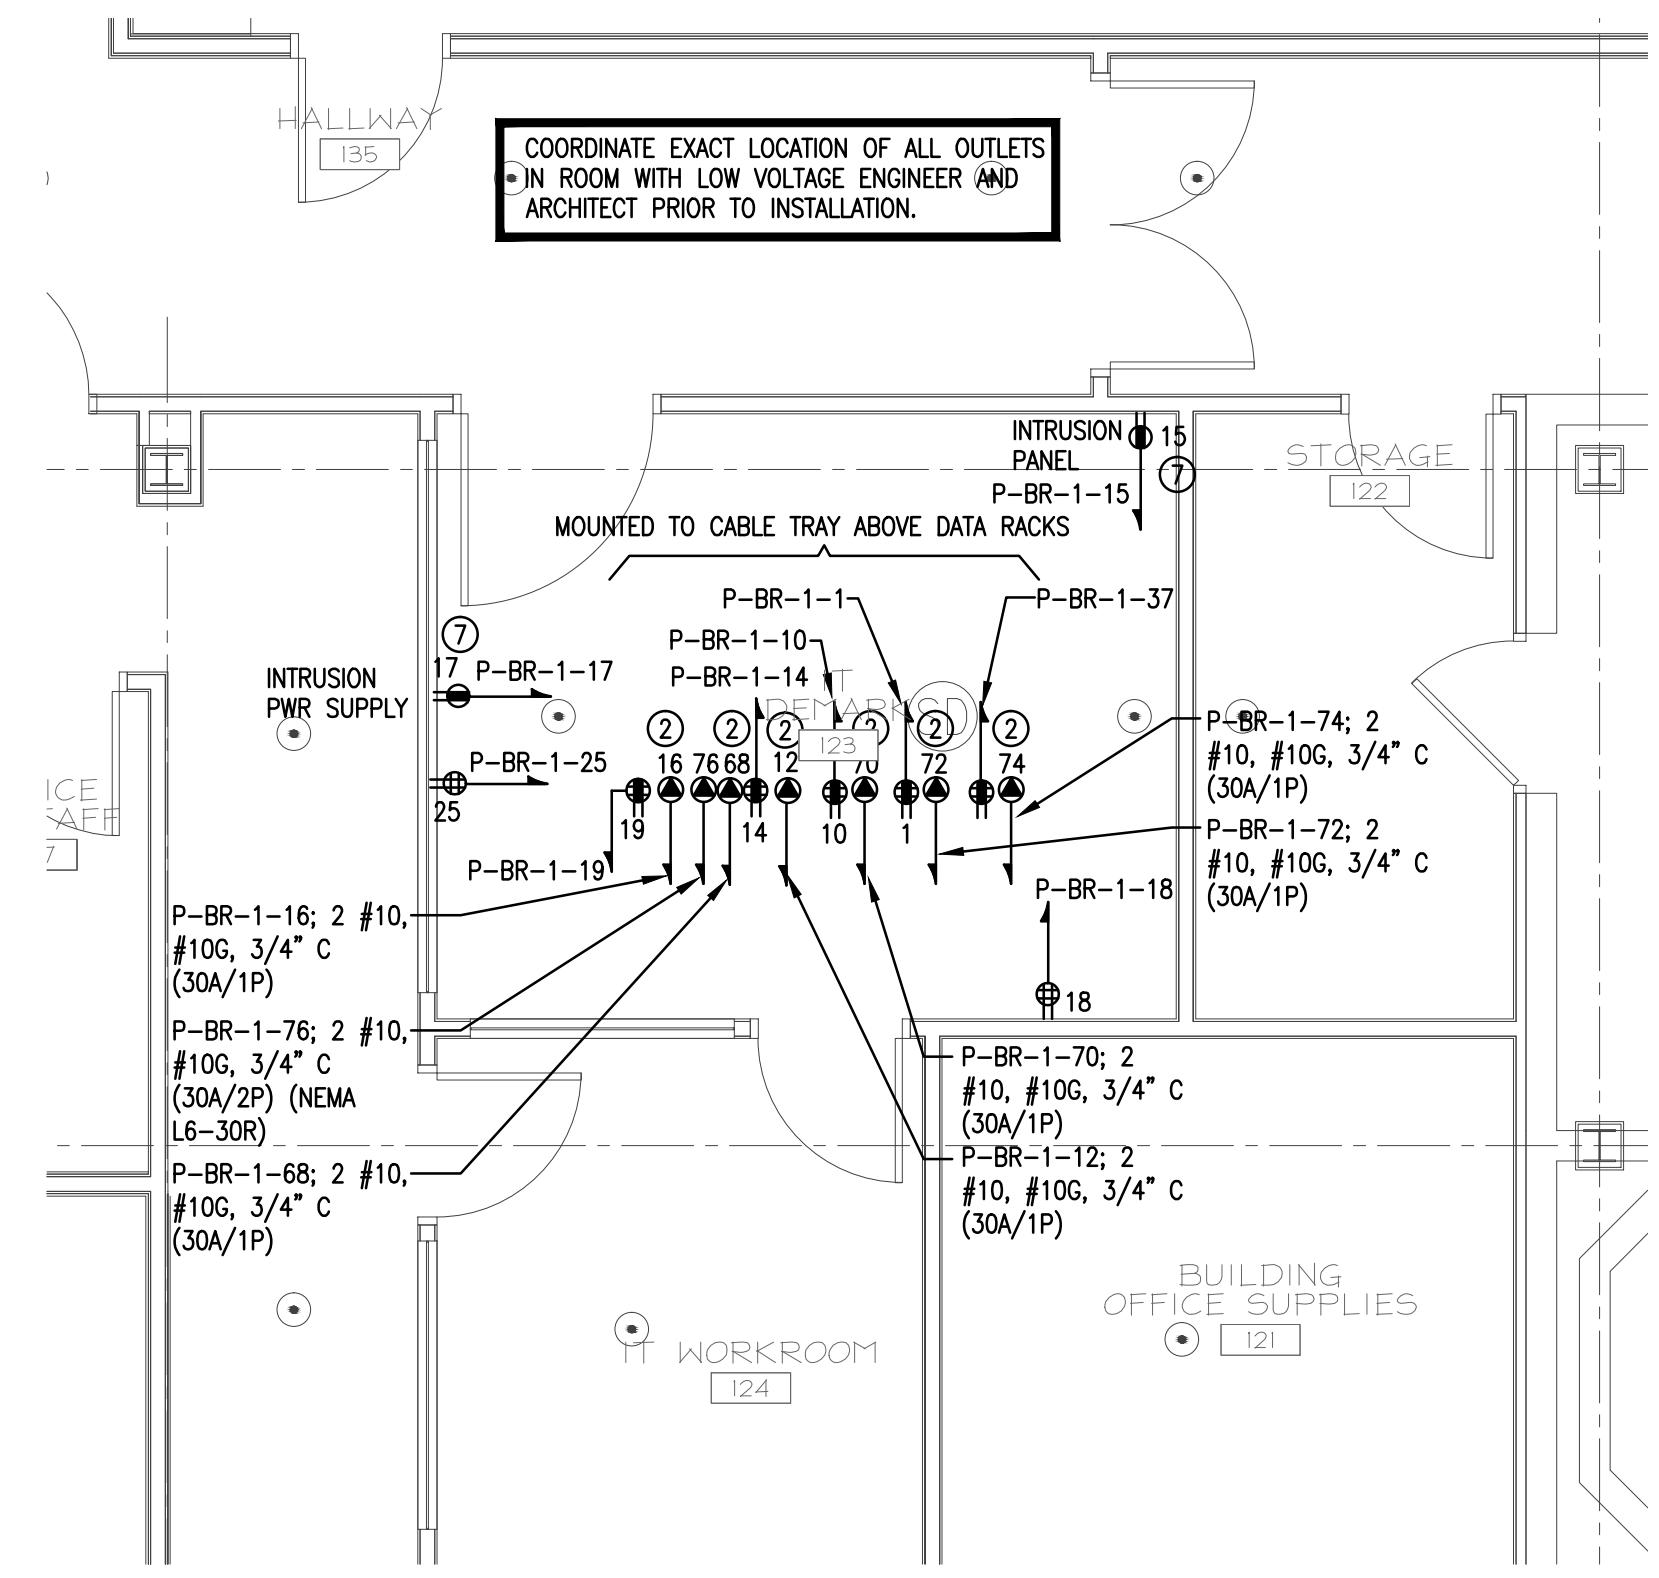 HALLWAY
135
COORDINATE EXACT LOCATION OF ALL OUTLETS
IN ROOM WITH LOW VOLTAGE ENGINEER AND
ARCHITECT PRIOR TO INSTALLATION.
INTRUSION
PANEL
15
7
P-BR-1-15
STORAGE
122
MOUNTED TO CABLE TRAY ABOVE DATA RACKS
P-BR-1-1
P-BR-1-37
P-BR-1-10
P-BR-1-14
7
17
P-BR-1-17
INTRUSION
PWR SUPPLY
IT
DEMARK
SD
123
P-BR-1-25
25
2
2
2
2
2
2
16
76
68
12
70
72
74
19
14
10
1
P-BR-1-19
P-BR-1-74; 2
#10, #10G, 3/4" C
(30A/1P)
P-BR-1-72; 2
#10, #10G, 3/4" C
(30A/1P)
P-BR-1-18
18
ICE
AFF
7
P-BR-1-16; 2 #10,
#10G, 3/4" C
(30A/1P)
P-BR-1-76; 2 #10,
#10G, 3/4" C
(30A/2P) (NEMA
L6-30R)
P-BR-1-68; 2 #10,
#10G, 3/4" C
(30A/1P)
P-BR-1-70; 2
#10, #10G, 3/4" C
(30A/1P)
P-BR-1-12; 2
#10, #10G, 3/4" C
(30A/1P)
BUILDING
OFFICE SUPPLIES
121
IT WORKROOM
124